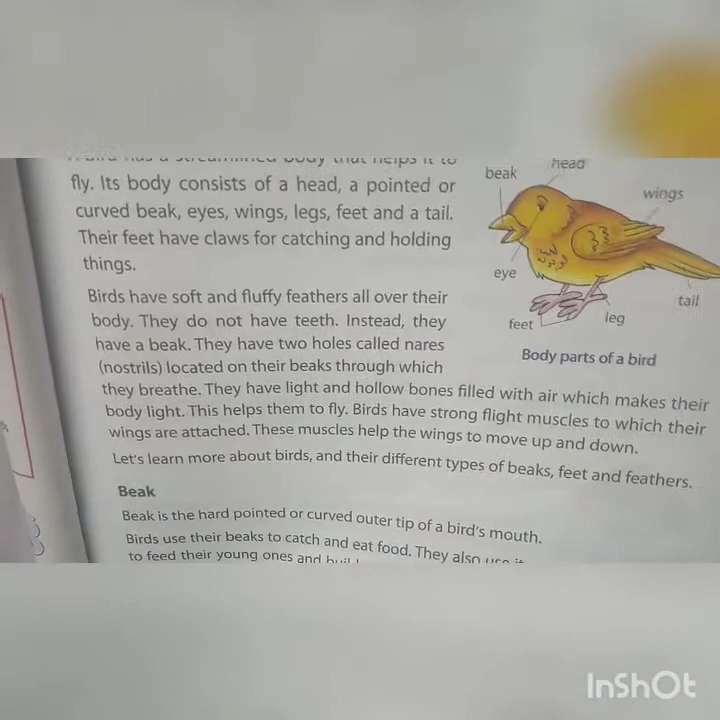 body that helps it to
fly. Its body consists of a head, a pointed or
curved beak, eyes, wings, legs, feet and a tail.
Their feet have claws for catching and holding
things.
Birds have soft and fluffy feathers all over their
body. They do not have teeth. Instead, they
have a beak. They have two holes called nares
(nostrils) located on their beaks through which
they breathe. They have light and hollow bones filled with air which makes their
body light. This helps them to fly. Birds have strong flight muscles to which their
wings are attached. These muscles help the wings to move up and down.
Let's learn more about birds, and their different types of beaks, feet and feathers.
beak
head
wings
eye
feet
leg
tail
Body parts of a bird
Beak
Beak is the hard pointed or curved outer tip of a bird's mouth.
Birds use their beaks to catch and eat food. They also
to feed their young ones and
InShOt